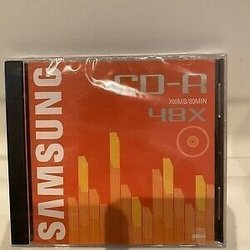 SAMSUNG
CD-R
700MB/80MIN
48X